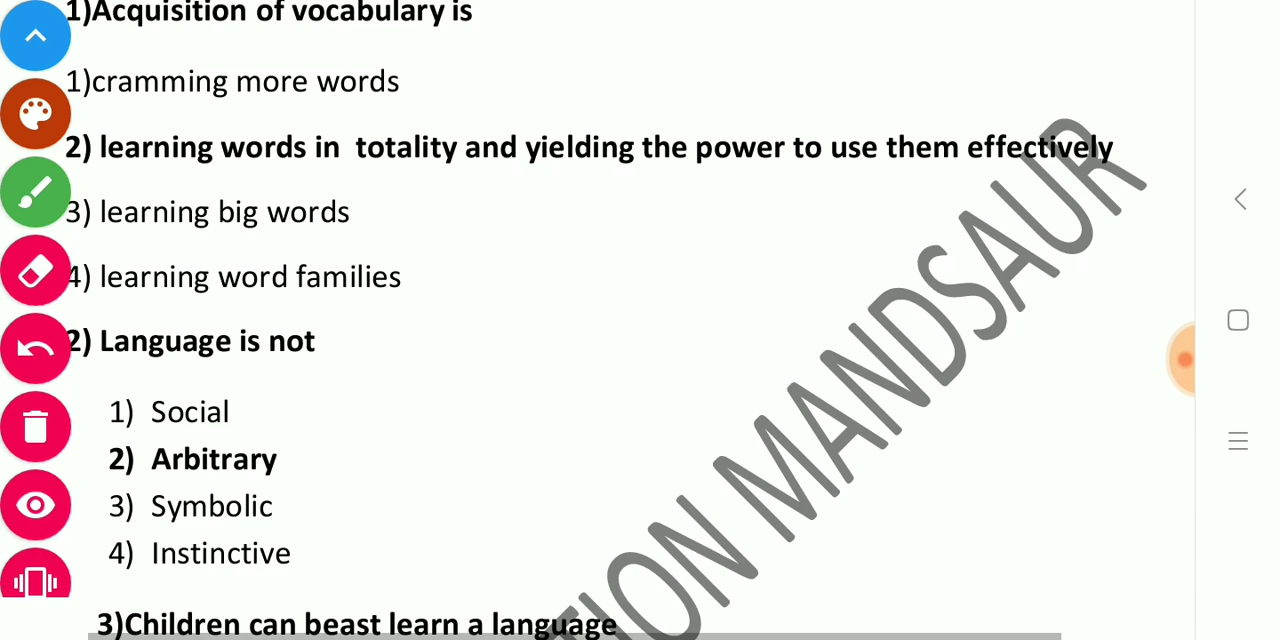 1)Acquisition of vocabulary is
1)cramming more words
2) learning words in totality and yielding the power to use them effectively
3) learning big words
4) learning word families
2) Language is not
1) Social
2) Arbitrary
3) Symbolic
4) Instinctive
3)Children can beast learn a language
TION MANDSAUR